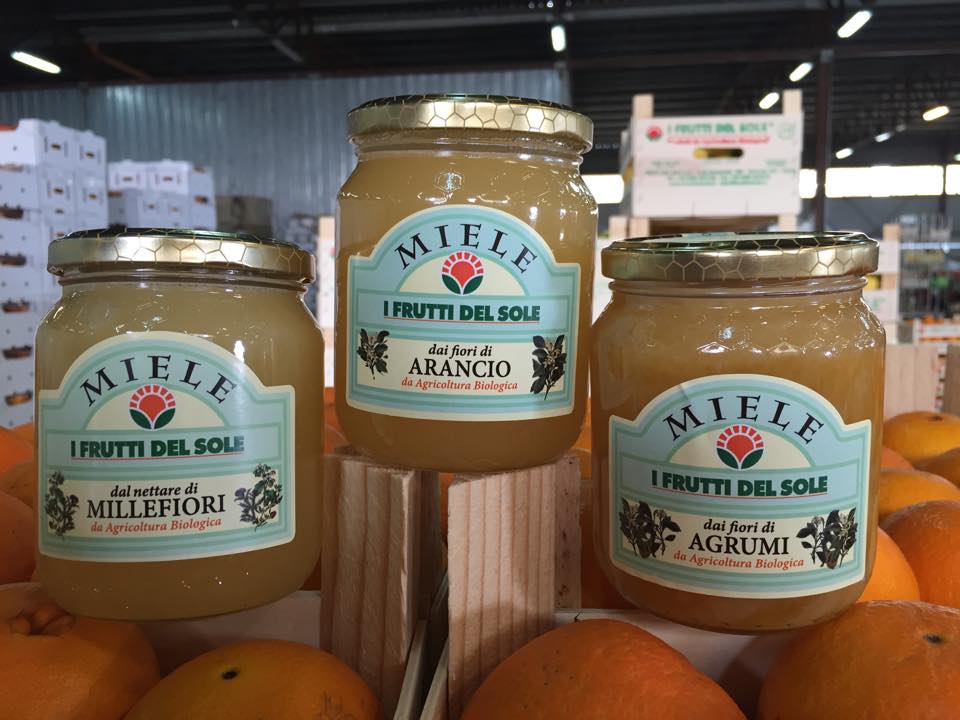 MIELE
I FRUTTI DEL SOLE
dal nettare di
MILLEFIORI
da Agricoltura Biologica
MIELE
I FRUTTI DEL SOLE
dai fiori di
ARANCIO
da Agricoltura Biologica
MIELE
I FRUTTI DEL SOLE
dai fiori di
AGRUMI
da Agricoltura Biologica
I FRUTTI DEL SOLE